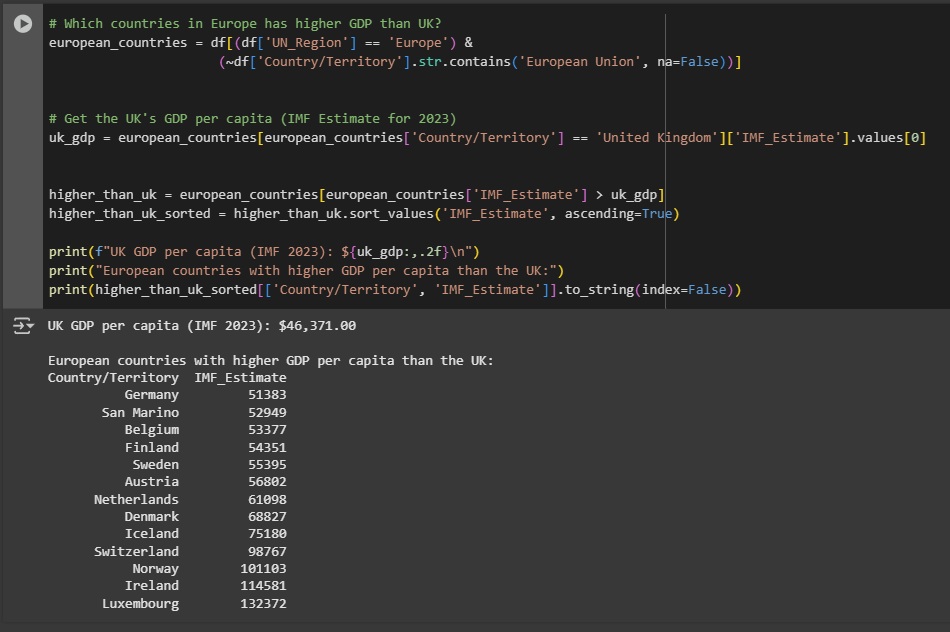 # Which countries in Europe has higher GDP than UK?
european_countries = df[(df['UN_Region'] == 'Europe') &
(~df['Country/Territory'].str.contains('European Union', na=False))]
# Get the UK's GDP per capita (IMF Estimate for 2023)
uk_gdp = european_countries[european_countries['Country/Territory'] == 'United Kingdom']['IMF_Estimate'].values[0]
higher_than_uk = european_countries[european_countries['IMF_Estimate'] > uk_gdp]
higher_than_uk_sorted = higher_than_uk.sort_values('IMF_Estimate', ascending=True)
print(f"UK GDP per capita (IMF 2023): ${uk_gdp:,.2f}\n")
print("European countries with higher GDP per capita than the UK:")
print(higher_than_uk_sorted[['Country/Territory', 'IMF_Estimate']].to_string(index=False))
UK GDP per capita (IMF 2023): $46,371.00
European countries with higher GDP per capita than the UK:
Country/Territory IMF_Estimate
Germany 51383
San Marino 52949
Belgium 53377
Finland 54351
Sweden 55395
Austria 56802
Netherlands 61098
Denmark 68827
Iceland 75180
Switzerland 98767
Norway 101103
Ireland 114581
Luxembourg 132372